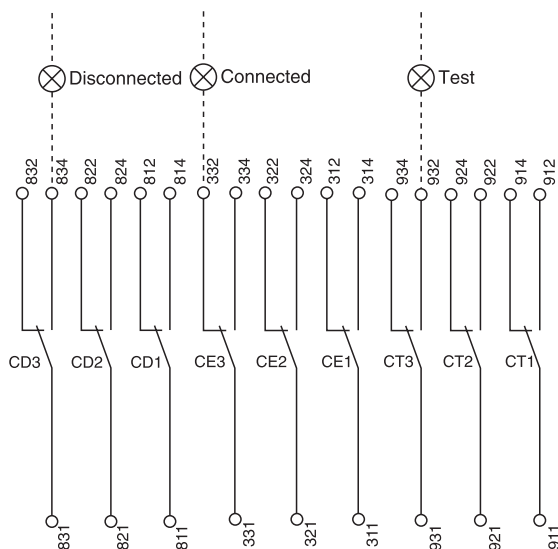 Disconnected Connected Test
832 834 822 824 812 814 332 334 322 324 312 314 934 932 924 922 914 912
CD3 CD2 CD1 CE3 CE2 CE1 CT3 CT2 CT1
831 821 811 331 321 311 931 921 911